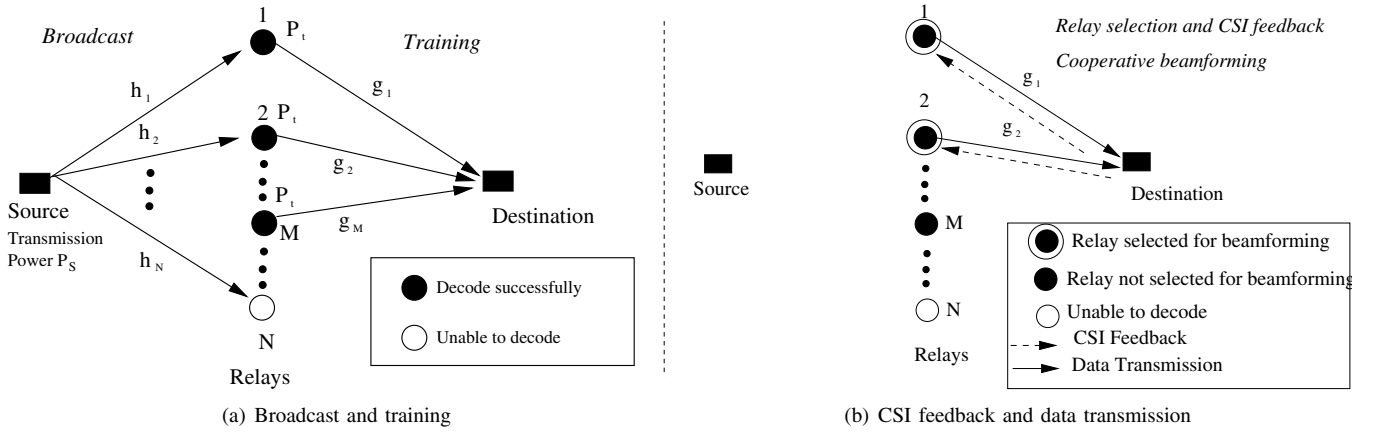 Broadcast
Training
1
P_t
h_1
g_1
2
P_t
h_2
g_2
P_t
M
g_M
h_N
N
Source
Transmission
Power P_S
Destination
Relays
Decode successfully
Unable to decode
(a) Broadcast and training
Relay selection and CSI feedback
Cooperative beamforming
1
g_1
2
g_2
Source
Destination
M
N
Relays
Relay selected for beamforming
Relay not selected for beamforming
Unable to decode
CSI Feedback
Data Transmission
(b) CSI feedback and data transmission